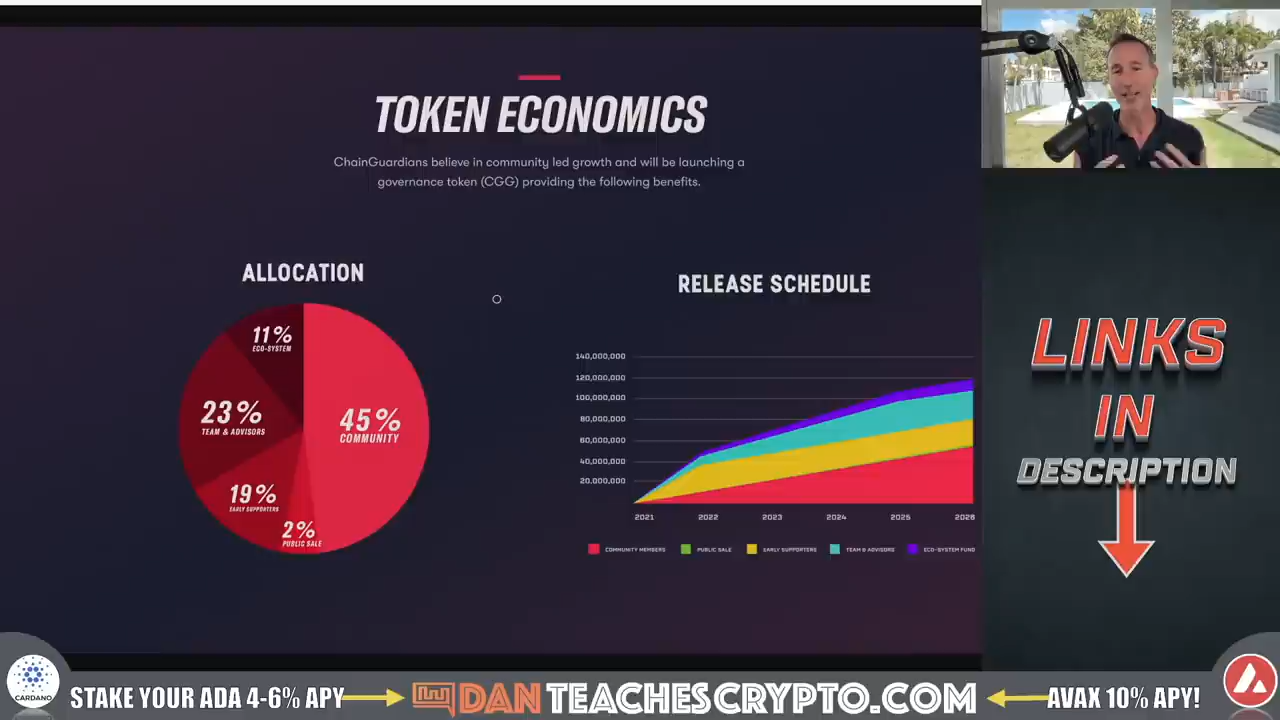 TOKEN ECONOMICS
ChainGuardians believe in community led growth and will be launching a
governance token (CGG) providing the following benefits.
ALLOCATION
11%
ECO-SYSTEM
23%
TEAM & ADVISORS
45%
COMMUNITY
19%
EARLY SUPPORTERS
2%
PUBLIC SALE
RELEASE SCHEDULE
140,000,000
120,000,000
100,000,000
80,000,000
60,000,000
40,000,000
20,000,000
2021 2022 2023 2024 2025 2026
COMMUNITY MEMBERS PUBLIC SALE EARLY SUPPORTERS TEAM & ADVISORS ECO-SYSTEM FUND
LINKS
IN
DESCRIPTION
CARDANO
STAKE YOUR ADA 4-6% APY
DANTEACHESCRYPTO.COM
AVAX 10% APY!